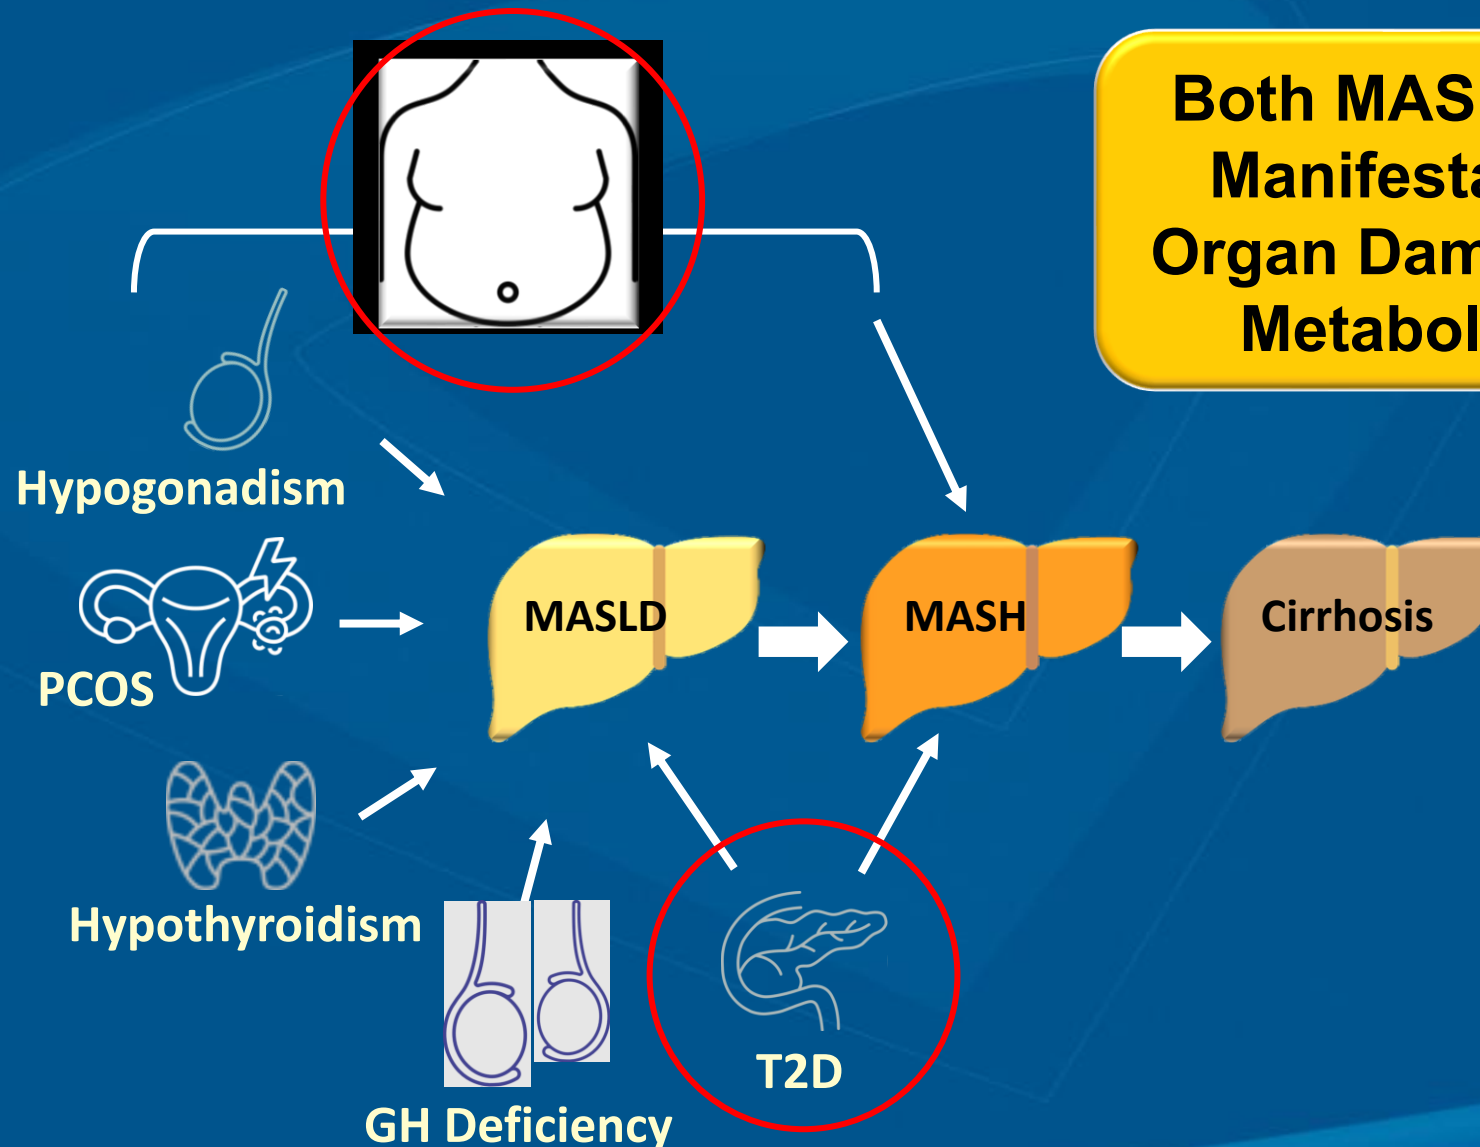 Both MAS
Manifesta
Organ Dam
Metabol
Hypogonadism
MASLD
MASH
Cirrhosis
PCOS
Hypothyroidism
T2D
GH Deficiency